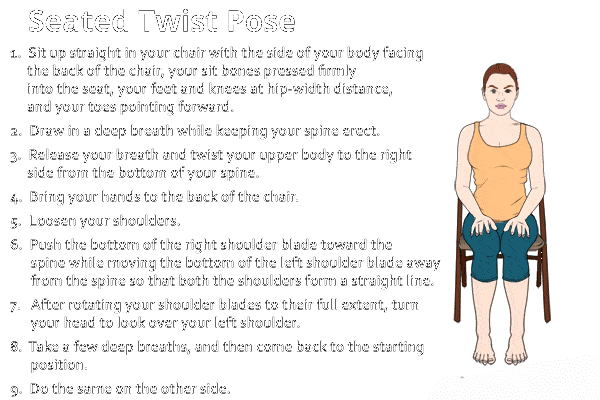 Seated Twist Pose
1. Sit up straight in your chair with the side of your body facing
the back of the chair, your sit bones pressed firmly
into the seat, your feet and knees at hip-width distance,
and your toes pointing forward.
2. Draw in a deep breath while keeping your spine erect.
3. Release your breath and twist your upper body to the right
side from the bottom of your spine.
4. Bring your hands to the back of the chair.
5. Loosen your shoulders.
6. Push the bottom of the right shoulder blade toward the
spine while moving the bottom of the left shoulder blade away
from the spine so that both the shoulders form a straight line.
7. After rotating your shoulder blades to their full extent, turn
your head to look over your left shoulder.
8. Take a few deep breaths, and then come back to the starting
position.
9. Do the same on the other side.